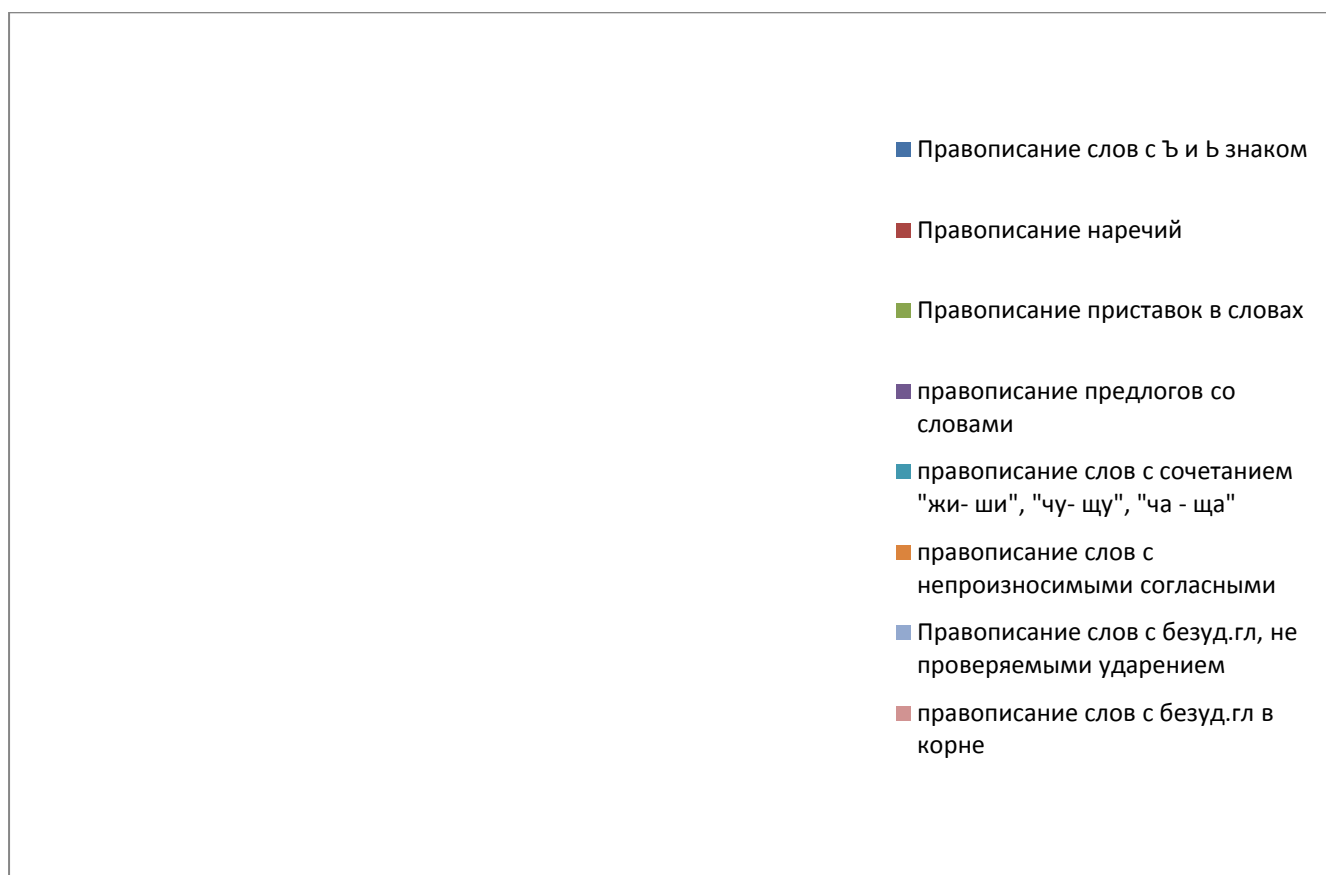 Правописание слов с Ъ и Ь знаком
Правописание наречий
Правописание приставок в словах
правописание предлогов со
словами
правописание слов с сочетанием
"жи- ши", "чу- щу", "ча - ща"
правописание слов с
непроизносимыми согласными
Правописание слов с безуд.гл, не
проверяемыми ударением
правописание слов с безуд.гл в
корне